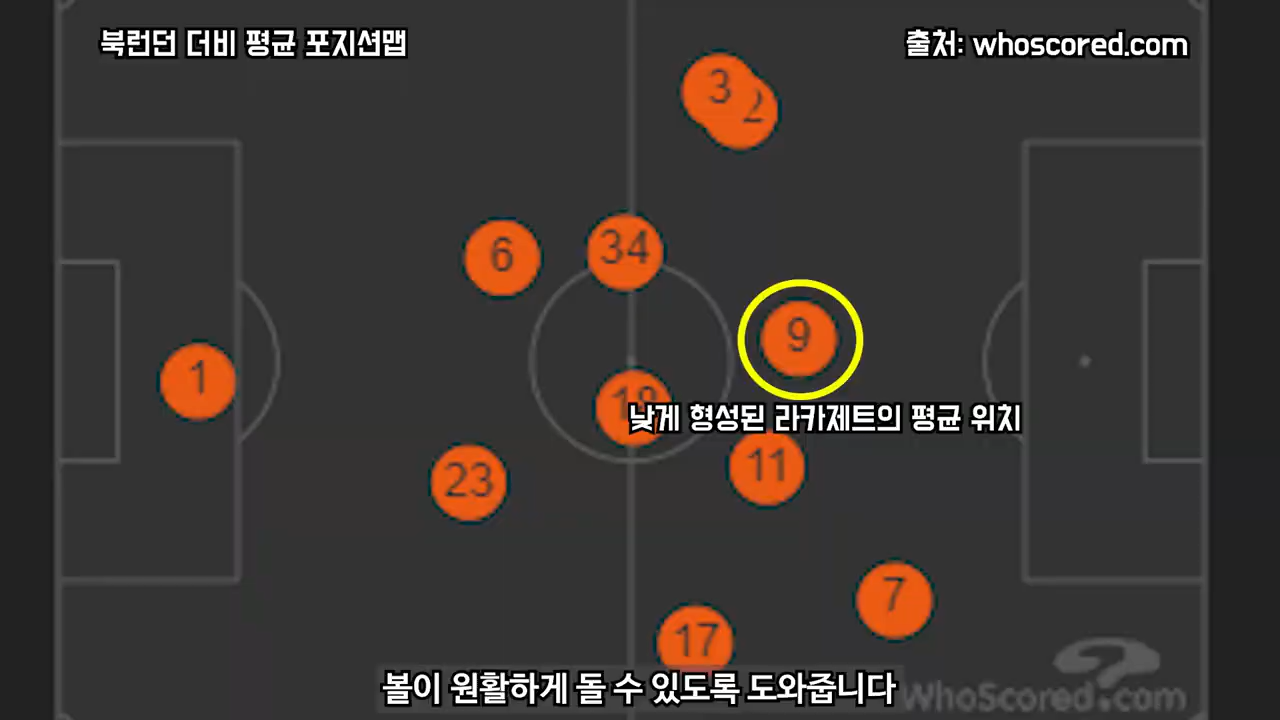 북런던 더비 평균 포지션맵
출처: whoscored.com
3
2
6
34
9
1
18
낮게 형성된 라카제트의 평균 위치
11
23
7
17
볼이 원활하게 돌 수 있도록 도와줍니다
WhoScored.com